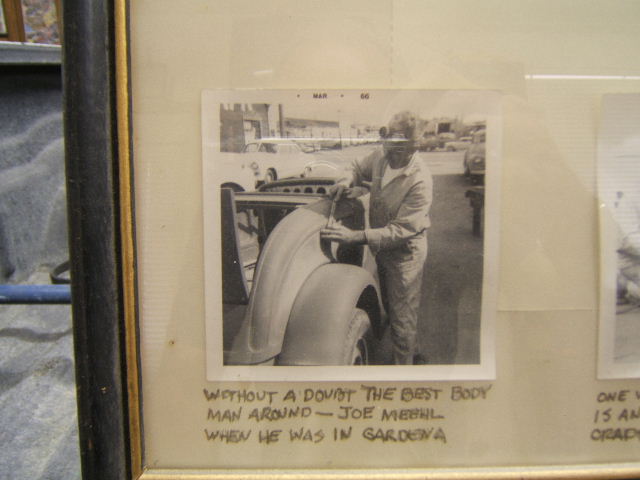 • MAR • 66
WITHOUT A DOUBT THE BEST BODY
MAN AROUND — JOE MEEHL
WHEN HE WAS IN GARDENA
ONE
IS AN